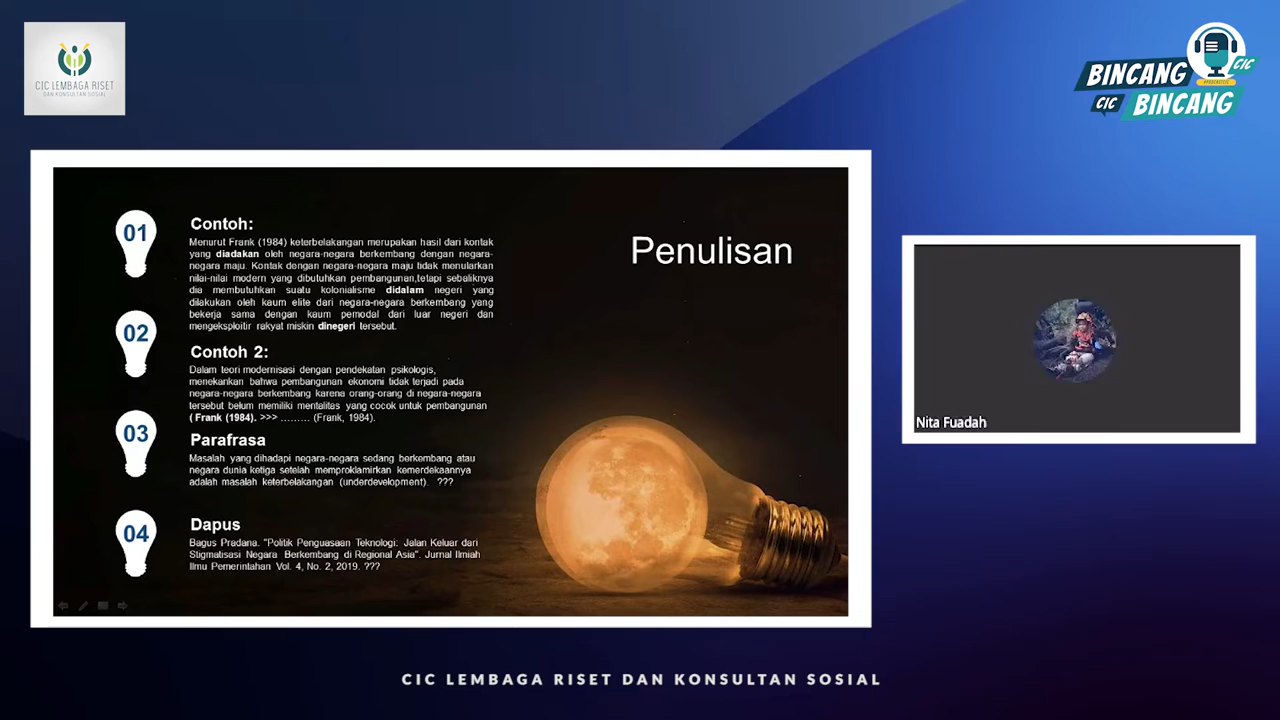 CIC LEMBAGA RISET
DAN KONSULTAN SOSIAL
BINCANG
CIC
BINCANG
CIC
Penulisan
01
Contoh:
Menurut Frank (1984) keterbelakangan merupakan hasil dari kontak
yang diadakan oleh negara-negara berkembang dengan negara-
negara maju. Kontak dengan negara-negara maju tidak menularkan
nilai-nilai modern yang dibutuhkan pembangunan,tetapi sebaliknya
dia membutuhkan suatu kolonialisme didalam negeri yang
dilakukan oleh kaum elite dari negara-negara berkembang yang
bekerja sama dengan kaum pemodal dari luar negeri dan
mengeksploitir rakyat miskin dinegeri tersebut.
02
Contoh 2:
Dalam teori modernisasi dengan pendekatan psikologis,
menekankan bahwa pembangunan ekonomi tidak terjadi pada
negara-negara berkembang karena orang-orang di negara-negara
tersebut belum memiliki mentalitas yang cocok untuk pembangunan
( Frank (1984). >>> ......... (Frank, 1984).
03
Parafrasa
Masalah yang dihadapi negara-negara sedang berkembang atau
negara dunia ketiga setelah memproklamirkan kemerdekaannya
adalah masalah keterbelakangan (underdevelopment). ???
04
Dapus
Bagus Pradana. "Politik Penguasaan Teknologi: Jalan Keluar dari
Stigmatisasi Negara Berkembang di Regional Asia". Jurnal Ilmiah
Ilmu Pemerintahan Vol. 4, No. 2, 2019. ???
Nita Fuadah
CIC LEMBAGA RISET DAN KONSULTAN SOSIAL